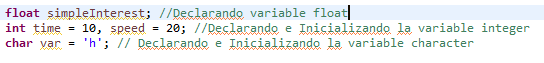 float simpleInterest; //Declarando variable float
int time = 10, speed = 20; //Declarando e Inicializando la variable integer
char var = 'h'; // Declarando e Inicializando la variable character